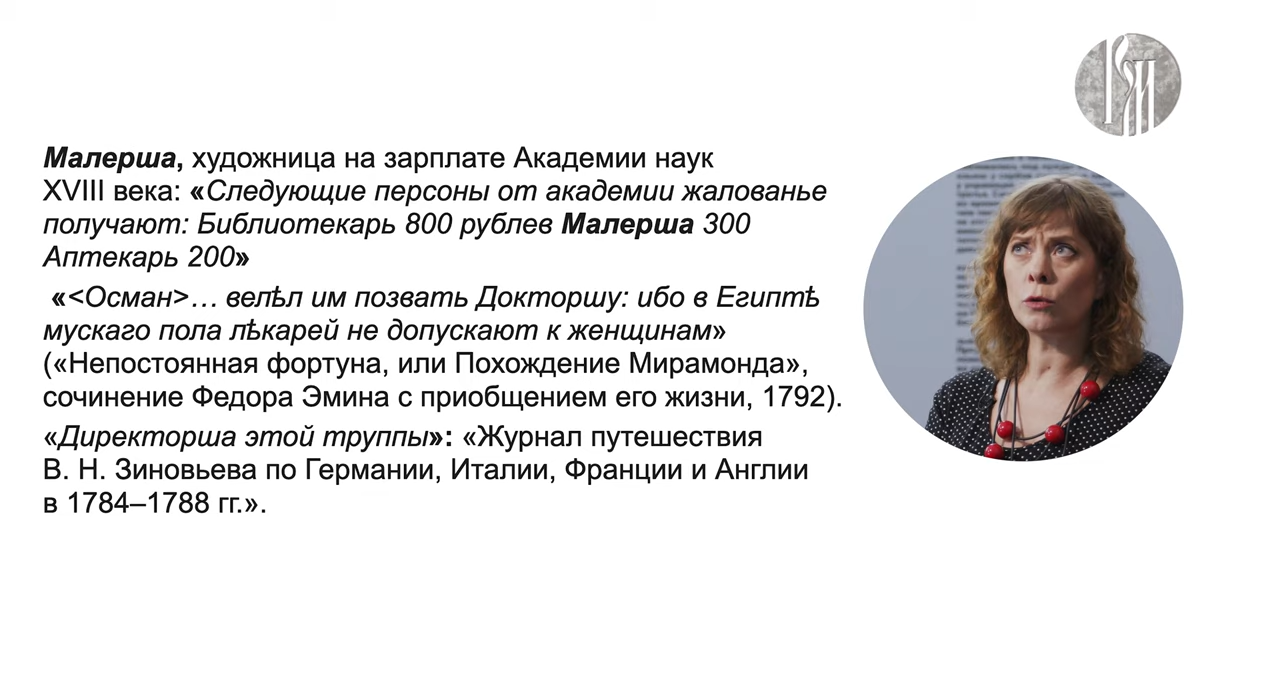 Малерша, художница на зарплате Академии наук
XVIII века: «Следующие персоны от академии жалованье
получают: Библиотекарь 800 рублев Малерша 300
Аптекарь 200»
«<Осман>… велѣл им позвать Докторшу: ибо в Египтѣ
мускаго пола лѣкарей не допускают к женщинам»
(«Непостоянная фортуна, или Похождение Мирамонда»,
сочинение Федора Эмина с приобщением его жизни, 1792).
«Директорша этой труппы»: «Журнал путешествия
В. Н. Зиновьева по Германии, Италии, Франции и Англии
в 1784–1788 гг.».